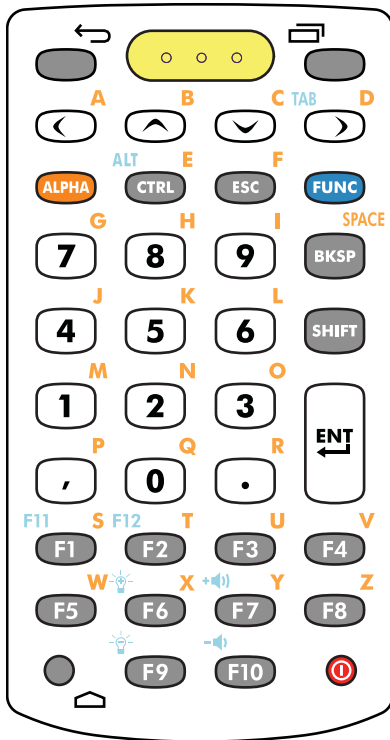 A B C TAB D
ALT E F
ALPHA CTRL ESC FUNC
G H I SPACE
7 8 9 BKSP
J K L
4 5 6 SHIFT
M N O
1 2 3 ENT
P Q R
, 0 .
F11 S F12 T U V
F1 F2 F3 F4
W X + Y Z
F5 F6 F7 F8
-
F9 F10